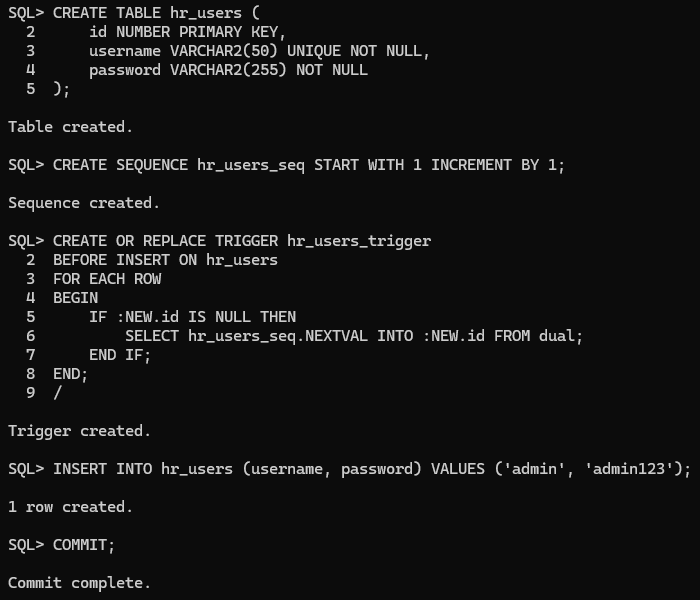 SQL> CREATE TABLE hr_users (
  2      id NUMBER PRIMARY KEY,
  3      username VARCHAR2(50) UNIQUE NOT NULL,
  4      password VARCHAR2(255) NOT NULL
  5  );
Table created.
SQL> CREATE SEQUENCE hr_users_seq START WITH 1 INCREMENT BY 1;
Sequence created.
SQL> CREATE OR REPLACE TRIGGER hr_users_trigger
  2  BEFORE INSERT ON hr_users
  3  FOR EACH ROW
  4  BEGIN
  5      IF :NEW.id IS NULL THEN
  6          SELECT hr_users_seq.NEXTVAL INTO :NEW.id FROM dual;
  7      END IF;
  8  END;
  9  /
Trigger created.
SQL> INSERT INTO hr_users (username, password) VALUES ('admin', 'admin123');
1 row created.
SQL> COMMIT;
Commit complete.